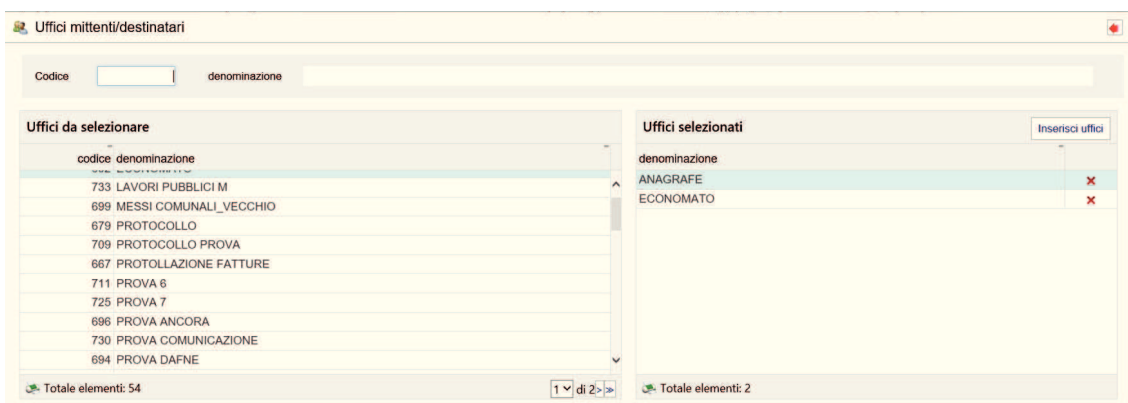 Uffici mittenti/destinatari
Codice denominazione
Uffici da selezionare
codice denominazione
733 LAVORI PUBBLICI M
699 MESSI COMUNALI_VECCHIO
679 PROTOCOLLO
709 PROTOCOLLO PROVA
667 PROTOLLAZIONE FATTURE
711 PROVA 6
725 PROVA 7
696 PROVA ANCORA
730 PROVA COMUNICAZIONE
694 PROVA DAFNE
Totale elementi: 54
1 di 2 > »
Uffici selezionati
Inserisci uffici
denominazione
ANAGRAFE
ECONOMATO
Totale elementi: 2